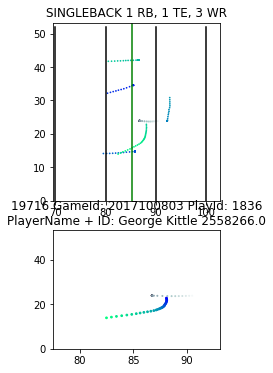 SINGLEBACK 1 RB, 1 TE, 3 WR
50
40
30
20
10
0
70 80 90 100
19716 GameId: 2017100803 PlayId: 1836
PlayerName + ID: George Kittle 2558266.0
40
20
0
80 85 90